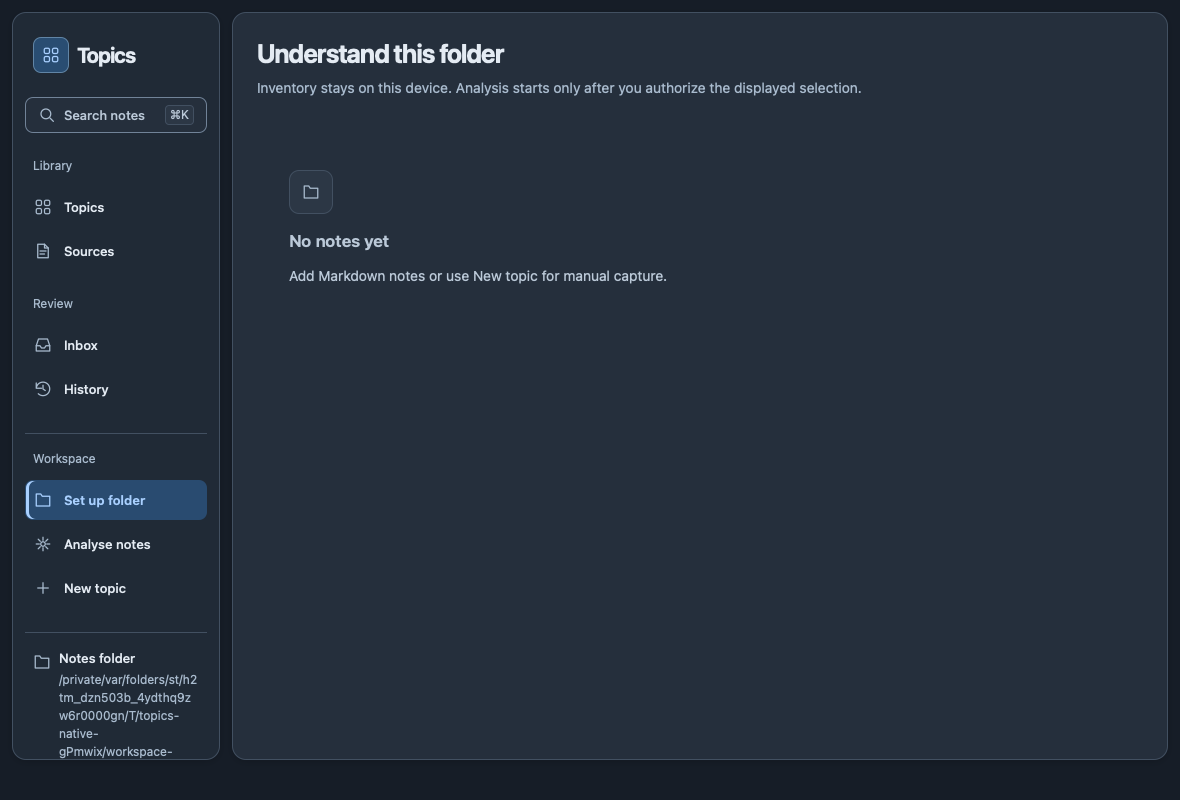 Topics
Search notes ⌘K
Library
Topics
Sources
Review
Inbox
History
Workspace
Set up folder
Analyse notes
New topic
Notes folder
/private/var/folders/st/h2
tm_dzn503b_4ydthq9z
w6r0000gn/T/topics-
native-
gPmwix/workspace-
Understand this folder
Inventory stays on this device. Analysis starts only after you authorize the displayed selection.
No notes yet
Add Markdown notes or use New topic for manual capture.